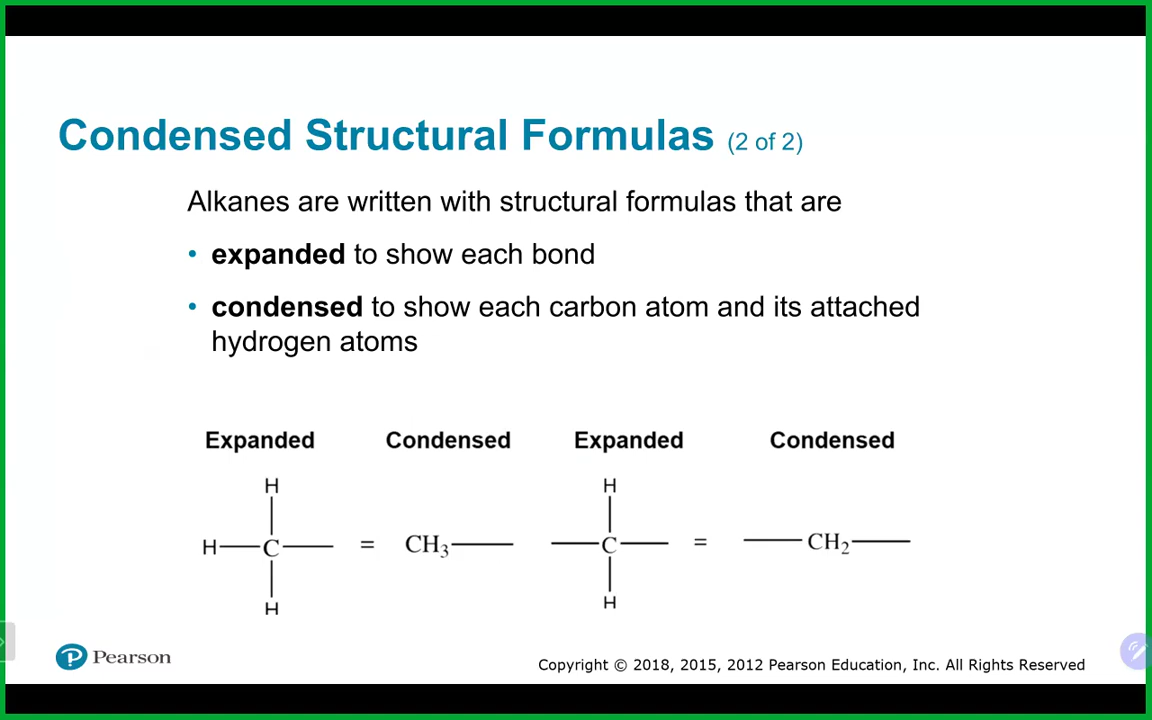 Condensed Structural Formulas (2 of 2)
Alkanes are written with structural formulas that are
• expanded to show each bond
• condensed to show each carbon atom and its attached
hydrogen atoms
Expanded Condensed Expanded Condensed
H H
H—C— = CH₃— —C— = —CH₂—
H H
Pearson
Copyright © 2018, 2015, 2012 Pearson Education, Inc. All Rights Reserved